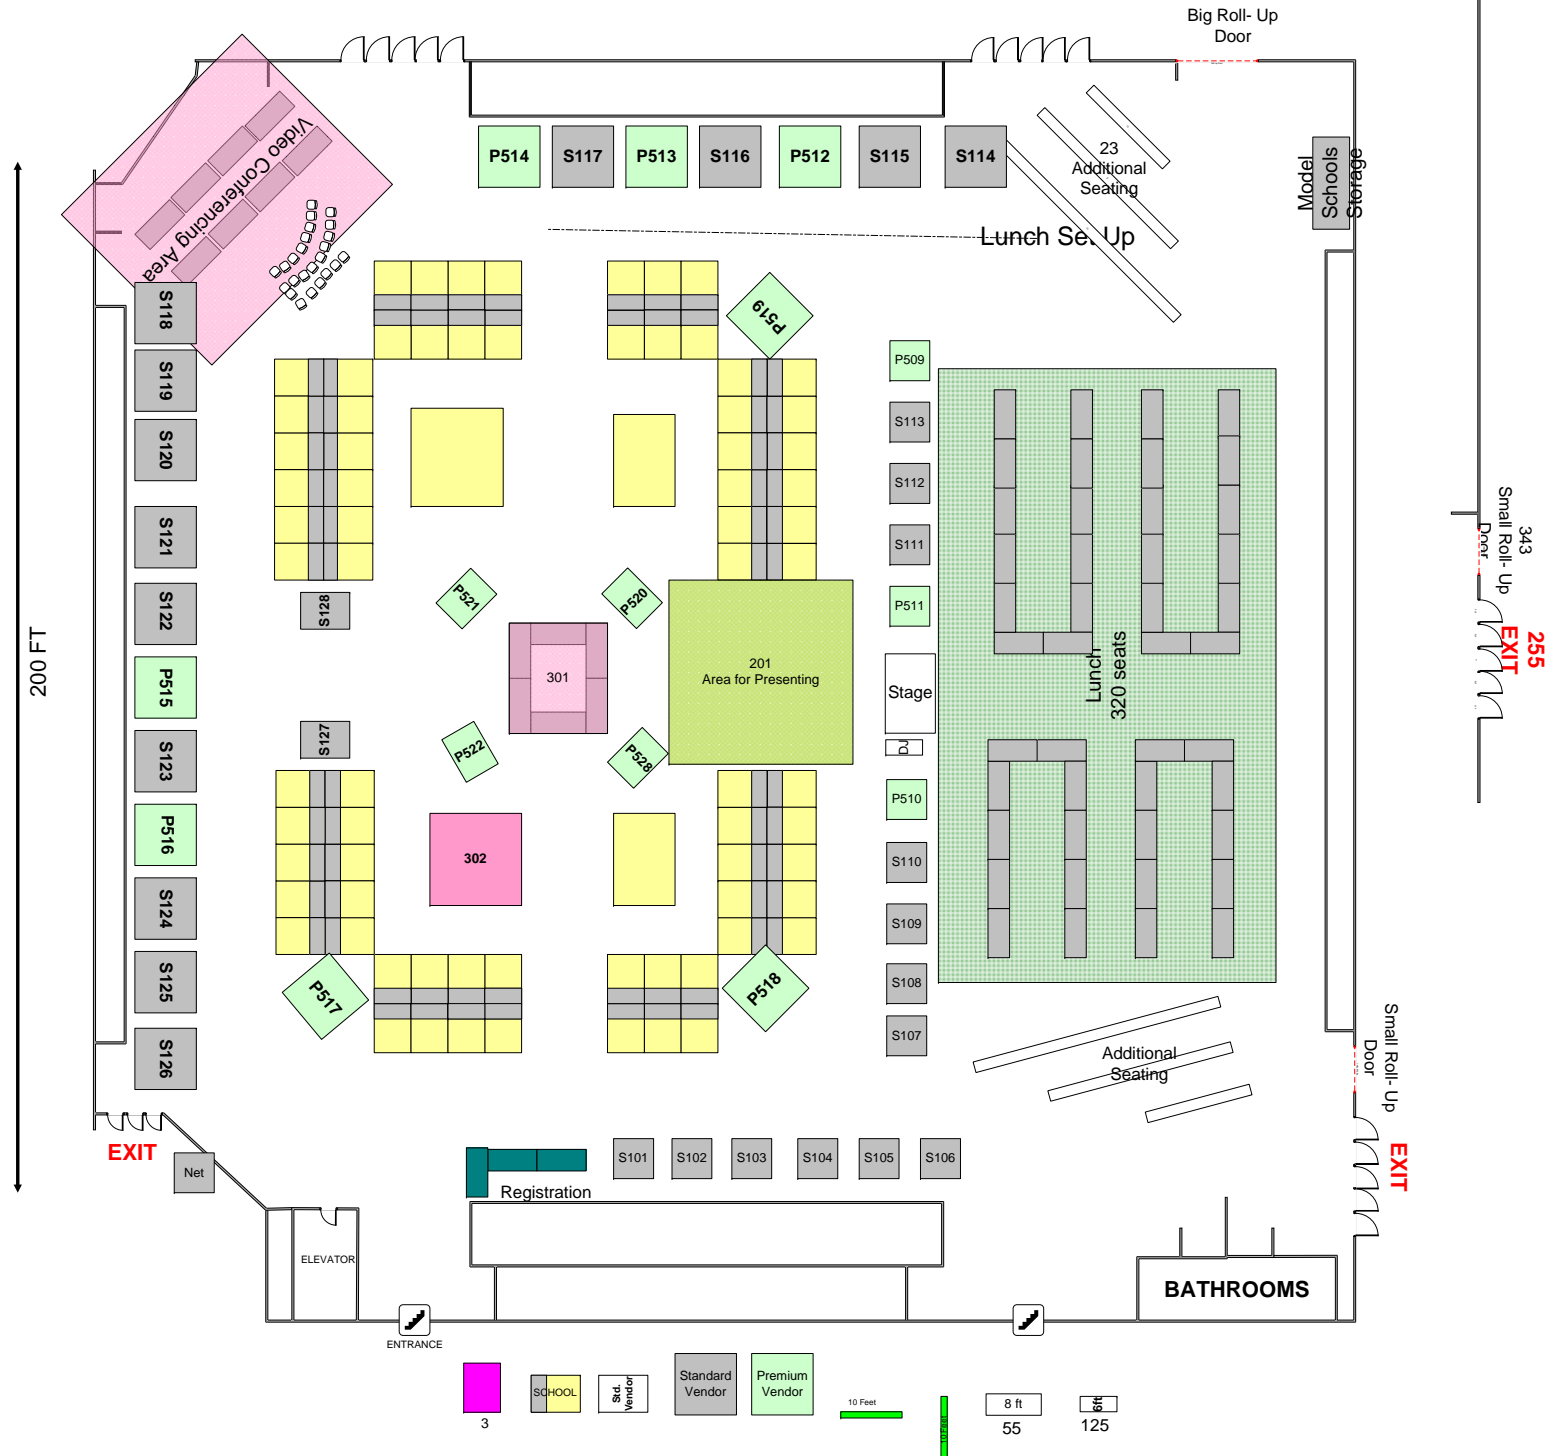 Big Roll- Up
Door
Video Conferencing Area
P514
S117
P513
S116
P512
S115
S114
23
Additional
Seating
Model
Schools
Storage
Lunch Set Up
S118
S119
S120
S121
S122
P515
S123
P516
S124
S125
S126
200 FT
P519
P509
S113
S112
S111
P511
Stage
DJ
P510
S110
S109
S108
S107
S128
S127
P521
P520
P522
P528
301
302
201
Area for Presenting
Lunch
320 seats
P517
P518
343
Small Roll- Up
Door
255
EXIT
Additional
Seating
Small Roll- Up
Door
EXIT
EXIT
Net
Registration
S101
S102
S103
S104
S105
S106
ELEVATOR
ENTRANCE
BATHROOMS
3
SCHOOL
Std.
Vendor
Standard
Vendor
Premium
Vendor
10 Feet
10 Feet
8 ft
55
6ft
125